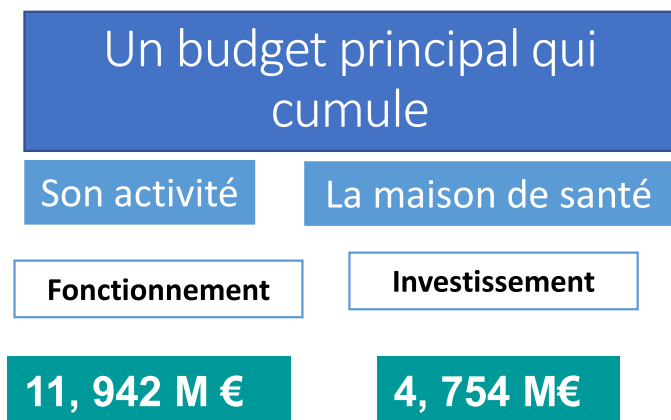 Un budget principal qui
cumule
Son activité
La maison de santé
Fonctionnement
Investissement
11, 942 M €
4, 754 M€